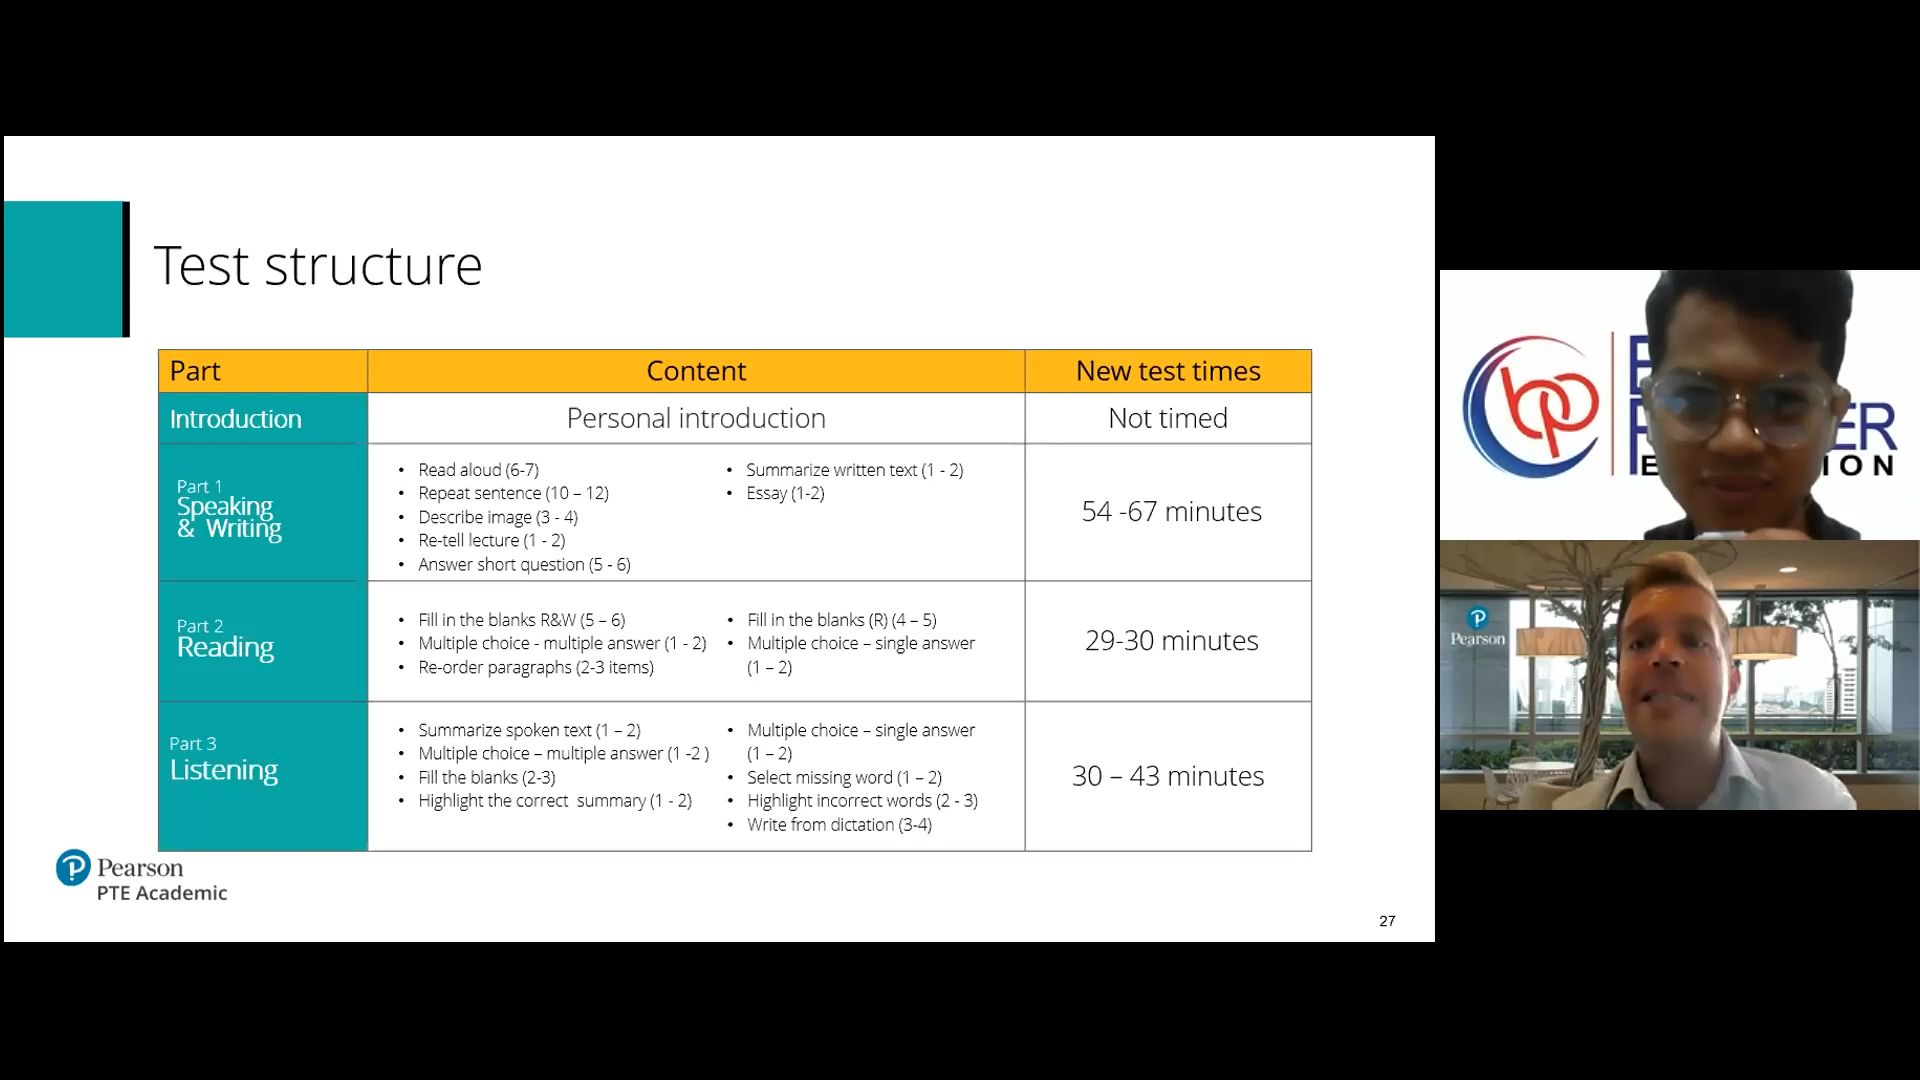 Test structure
Part
Content
New test times
Introduction
Personal introduction
Not timed
Part 1
Speaking
& Writing
• Read aloud (6-7)
• Repeat sentence (10 – 12)
• Describe image (3 - 4)
• Re-tell lecture (1 - 2)
• Answer short question (5 - 6)
• Summarize written text (1 - 2)
• Essay (1-2)
54 -67 minutes
Part 2
Reading
• Fill in the blanks R&W (5 – 6)
• Multiple choice - multiple answer (1 - 2)
• Re-order paragraphs (2-3 items)
• Fill in the blanks (R) (4 – 5)
• Multiple choice – single answer
(1 – 2)
29-30 minutes
Part 3
Listening
• Summarize spoken text (1 – 2)
• Multiple choice – multiple answer (1 -2 )
• Fill the blanks (2-3)
• Highlight the correct  summary (1 - 2)
• Multiple choice – single answer
(1 – 2)
• Select missing word (1 – 2)
• Highlight incorrect words (2 - 3)
• Write from dictation (3-4)
30 – 43 minutes
Pearson
PTE Academic
27
bp
Pearson